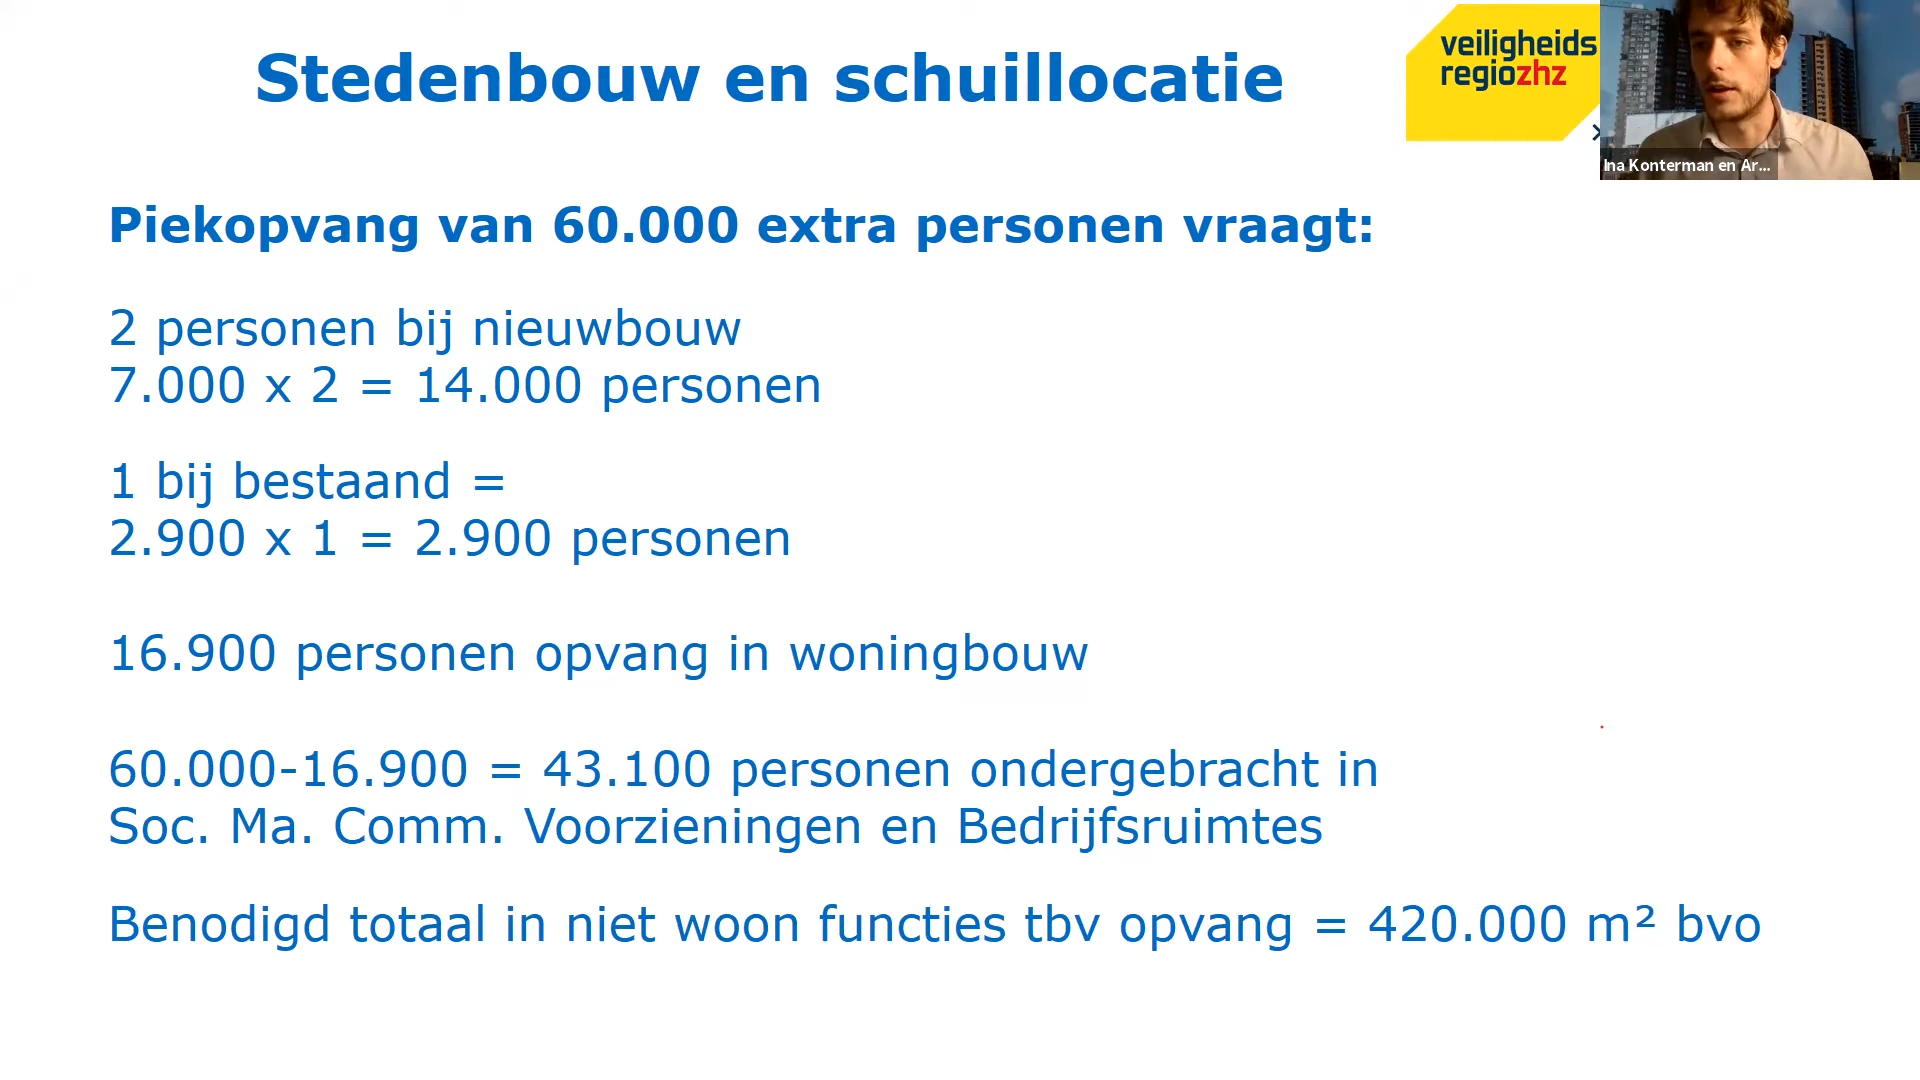 Stedenbouw en schuillocatie
veiligheids
regiozhz
Ina Konterman en Ar...
Piekopvang van 60.000 extra personen vraagt:
2 personen bij nieuwbouw
7.000 x 2 = 14.000 personen
1 bij bestaand =
2.900 x 1 = 2.900 personen
16.900 personen opvang in woningbouw
60.000-16.900 = 43.100 personen ondergebracht in
Soc. Ma. Comm. Voorzieningen en Bedrijfsruimtes
Benodigd totaal in niet woon functies tbv opvang = 420.000 m² bvo